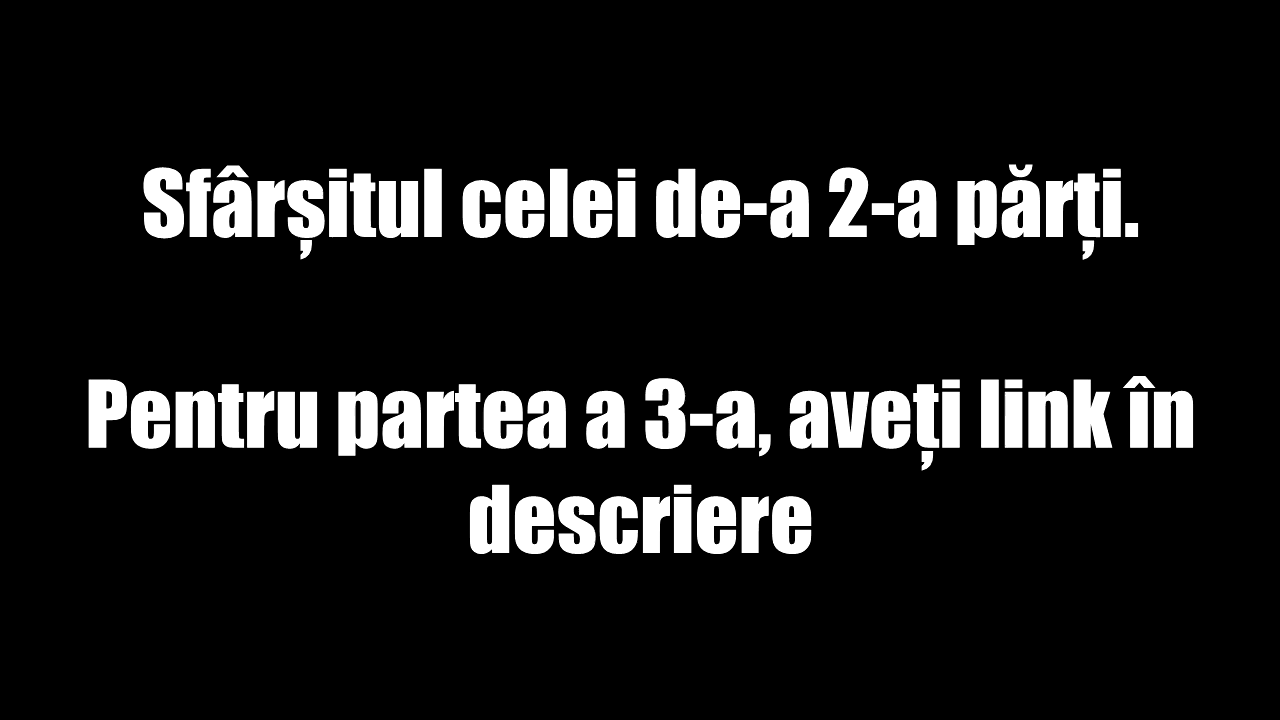 Sfârșitul celei de-a 2-a părți.
Pentru partea a 3-a, aveți link în
descriere